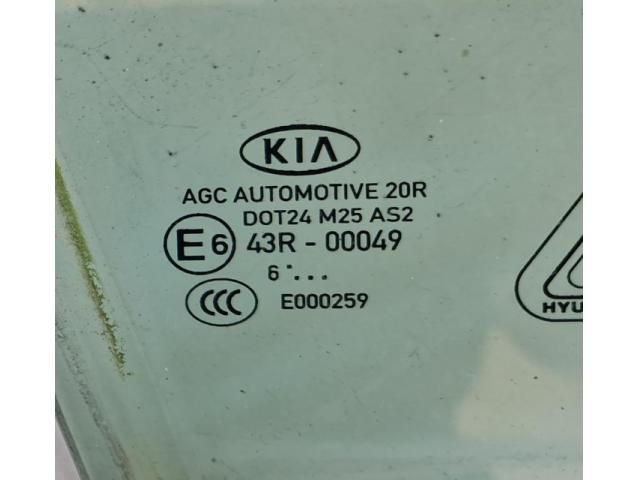 KIA
AGC AUTOMOTIVE 20R
DOT24 M25 AS2
E6 43R - 00049
6 '...
CCC E000259
HYU